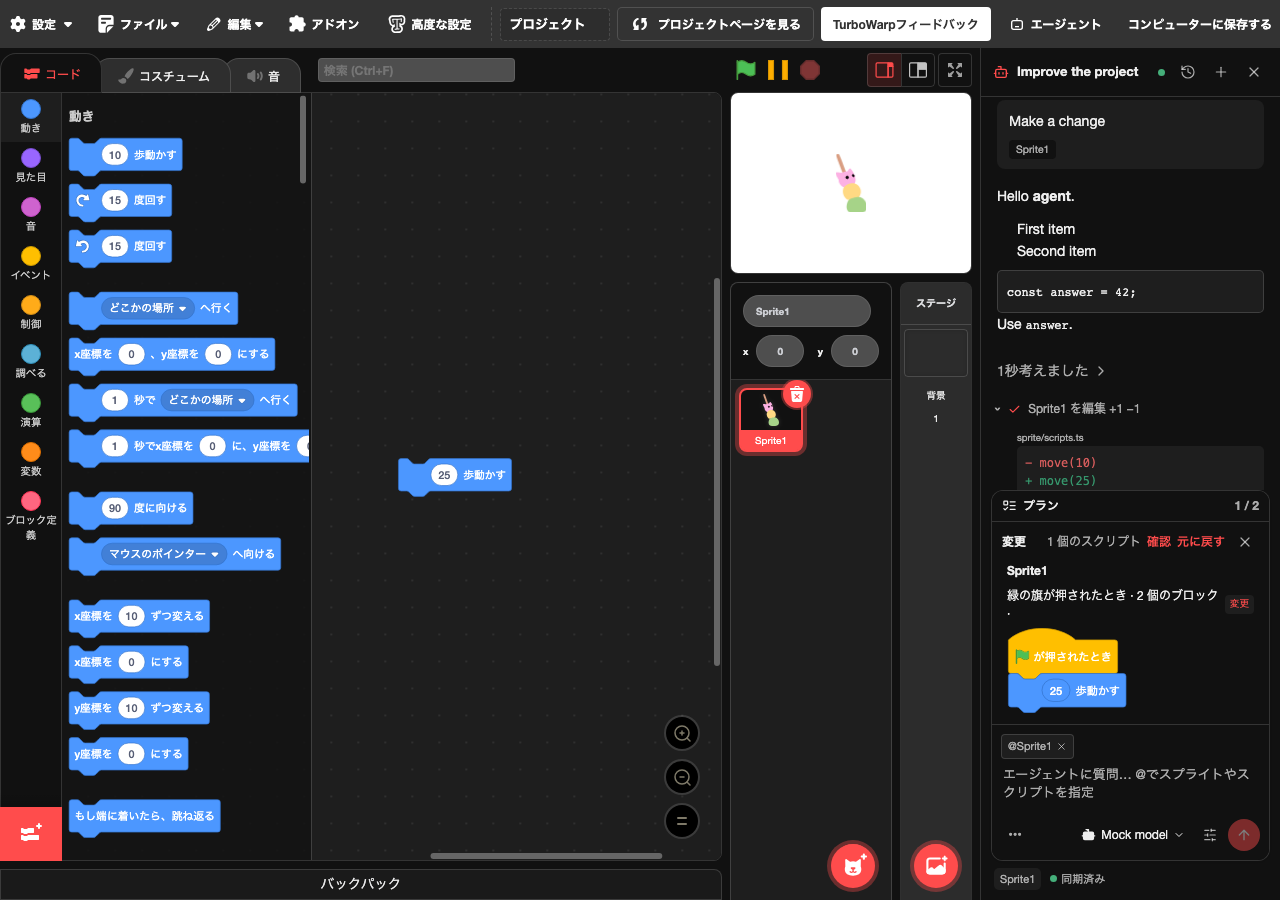 設定
ファイル
編集
アドオン
高度な設定
プロジェクト
プロジェクトページを見る
TurboWarpフィードバック
エージェント
コンピューターに保存する
コード
コスチューム
音
検索 (Ctrl+F)
動き
見た目
音
イベント
制御
調べる
演算
変数
ブロック定義
動き
10 歩動かす
15 度回す
15 度回す
どこかの場所 へ行く
x座標を 0 、y座標を 0 にする
1 秒で どこかの場所 へ行く
1 秒でx座標を 0 に、y座標を
90 度に向ける
マウスのポインター へ向ける
x座標を 10 ずつ変える
x座標を 0 にする
y座標を 10 ずつ変える
y座標を 0 にする
もし端に着いたら、跳ね返る
25 歩動かす
バックパック
Sprite1
x 0 y 0
Sprite1
ステージ
背景
1
Improve the project
Make a change
Sprite1
Hello agent.
First item
Second item
const answer = 42;
Use answer.
1秒考えました
Sprite1 を編集 +1 −1
sprite/scripts.ts
− move(10)
+ move(25)
プラン 1 / 2
変更 1 個のスクリプト 確認 元に戻す
Sprite1
緑の旗が押されたとき · 2 個のブロック
·
変更
が押されたとき
25 歩動かす
@Sprite1
エージェントに質問... @でスプライトやス
クリプトを指定
Mock model
Sprite1 同期済み